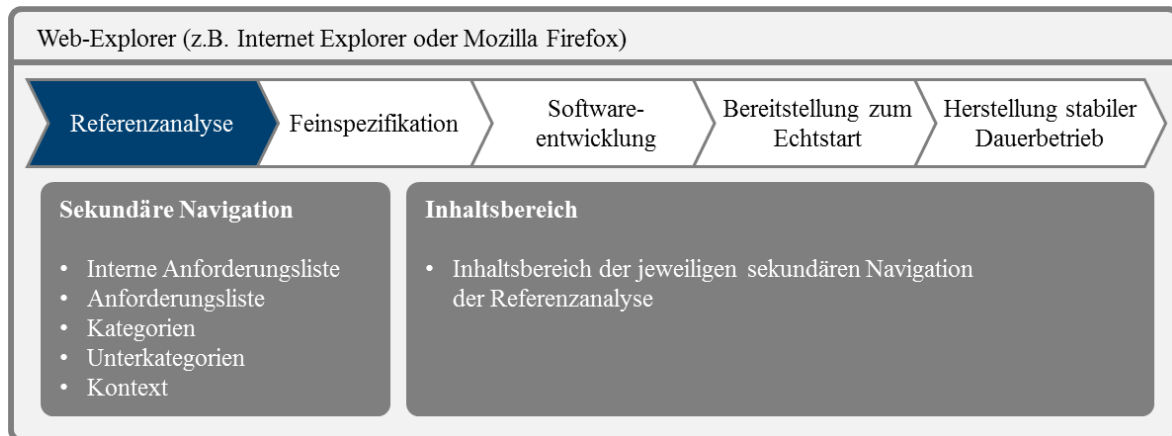 Web-Explorer (z.B. Internet Explorer oder Mozilla Firefox)
Referenzanalyse
Feinspezifikation
Software-
entwicklung
Bereitstellung zum
Echtstart
Herstellung stabiler
Dauerbetrieb
Sekundäre Navigation
• Interne Anforderungsliste
• Anforderungsliste
• Kategorien
• Unterkategorien
• Kontext
Inhaltsbereich
• Inhaltsbereich der jeweiligen sekundären Navigation
der Referenzanalyse